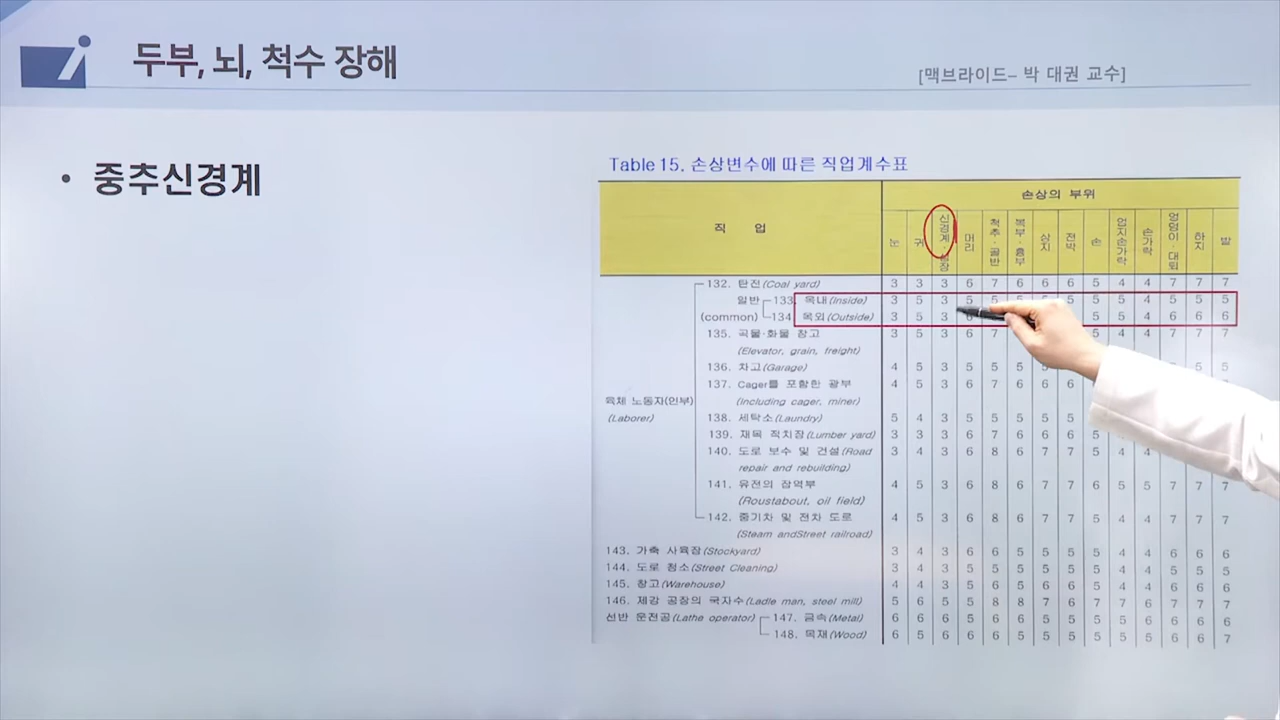 두부, 뇌, 척수 장해
[맥브라이드– 박 대권 교수]
• 중추신경계
Table 15. 손상변수에 따른 직업계수표
직 업
손상의 부위
눈 귀 신경계· 머리 척추·골반 복부·흉부 상지 전박 손 엄지손가락 손가락 엉덩이·대퇴 하지 발
132. 탄전(Coal yard) 3 3 3 6 7 6 6 6 5 4 4 7 7 7
일반 133. 옥내(Inside) 3 5 3 5 5 5 5 5 5 5 4 5 5 5
(common) 134. 옥외(Outside) 3 5 3 6 5 5 4 6 6 6
135. 곡물·화물 창고 3 5 3 6 7 5 4 4 7 7 7
(Elevator, grain, freight)
136. 차고(Garage) 4 5 3 5 5 5 5 5 5
137. Cager를 포함한 광부 4 5 3 6 7 6 6 6
(including cager, miner)
육체 노동자(인부)
(Laborer)
138. 세탁소(Laundry) 5 4 3 5 5 5 5 5
139. 재목 적치장(Lumber yard) 3 3 3 6 7 6 6 6 5
140. 도로 보수 및 건설(Road 3 4 3 6 8 6 7 7 5 4 4
repair and rebuilding)
141. 유전의 잡역부 4 5 3 6 8 6 7 7 6 5 5 7 7 7
(Roustabout, oil field)
142. 증기차 및 전차 도로 4 5 3 6 8 6 7 7 5 4 4 7 7 7
(Steam andStreet railroad)
143. 가축 사육장(Stockyard) 3 4 3 6 6 5 5 5 5 4 4 6 6 6
144. 도로 청소(Street Cleaning) 3 4 3 5 5 5 5 5 5 4 4 5 5 5
145. 창고(Warehouse) 4 4 3 5 6 5 6 6 5 4 4 6 6 6
146. 제강 공장의 국자수(Ladle man, steel mill) 5 6 5 5 8 8 7 6 7 7 6 7 7 7
선반 운전공(Lathe operator) 147. 금속(Metal) 6 6 6 5 6 6 5 5 5 5 6 6 6 6
148. 목재(Wood) 6 5 6 6 6 5 5 5 5 5 5 6 6 7